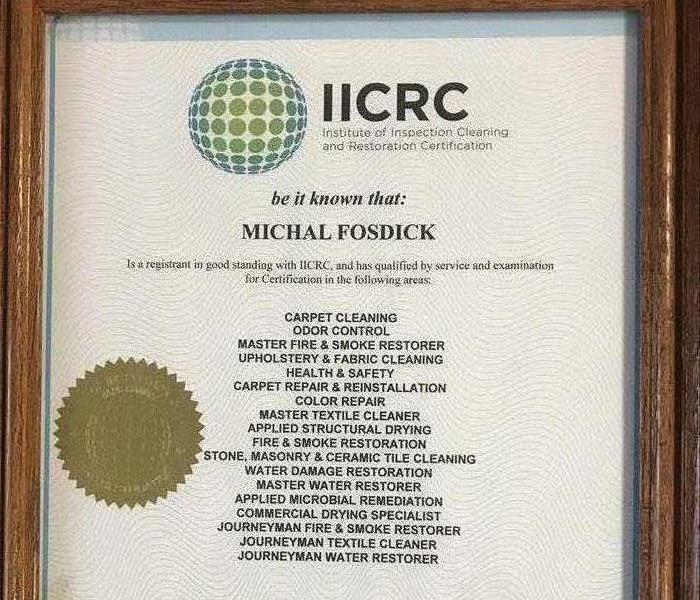 IICRC
Institute of Inspection Cleaning
and Restoration Certification
be it known that:
MICHAL FOSDICK
Is a registrant in good standing with IICRC, and has qualified by service and examination
for Certification in the following areas:
CARPET CLEANING
ODOR CONTROL
MASTER FIRE & SMOKE RESTORER
UPHOLSTERY & FABRIC CLEANING
HEALTH & SAFETY
CARPET REPAIR & REINSTALLATION
COLOR REPAIR
MASTER TEXTILE CLEANER
APPLIED STRUCTURAL DRYING
FIRE & SMOKE RESTORATION
STONE, MASONRY & CERAMIC TILE CLEANING
WATER DAMAGE RESTORATION
MASTER WATER RESTORER
APPLIED MICROBIAL REMEDIATION
COMMERCIAL DRYING SPECIALIST
JOURNEYMAN FIRE & SMOKE RESTORER
JOURNEYMAN TEXTILE CLEANER
JOURNEYMAN WATER RESTORER